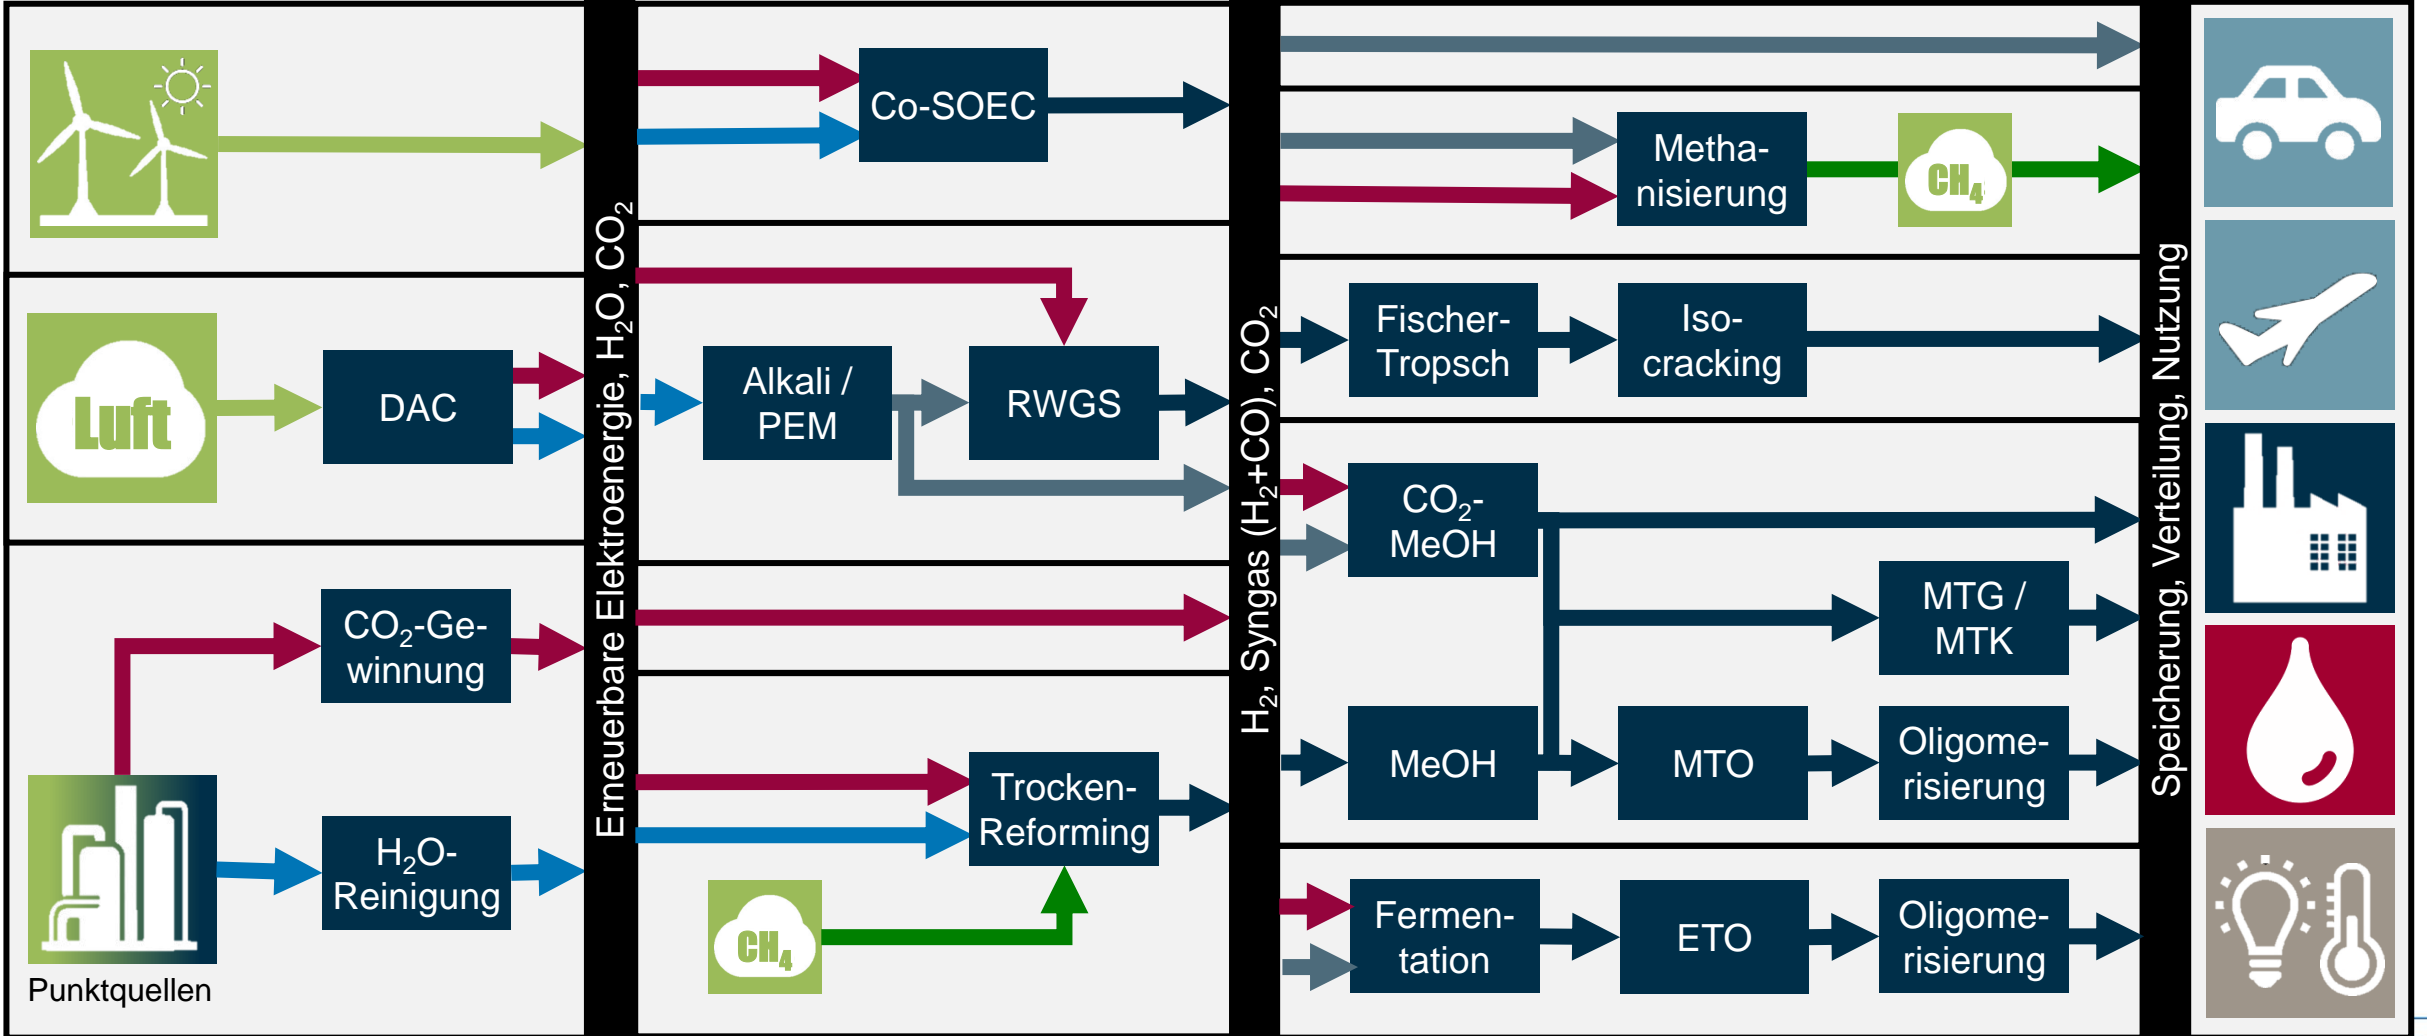 Luft
DAC
CO₂-Ge-
winnung
H₂O-
Reinigung
Punktquellen
Erneuerbare Elektroenergie, H₂O, CO₂
Co-SOEC
Alkali /
PEM
RWGS
Trocken-
Reforming
CH₄
H₂, Syngas (H₂+CO), CO₂
Metha-
nisierung
CH₄
Fischer-
Tropsch
Iso-
cracking
CO₂-
MeOH
MTG /
MTK
MeOH
MTO
Oligome-
risierung
Fermen-
tation
ETO
Oligome-
risierung
Speicherung, Verteilung, Nutzung